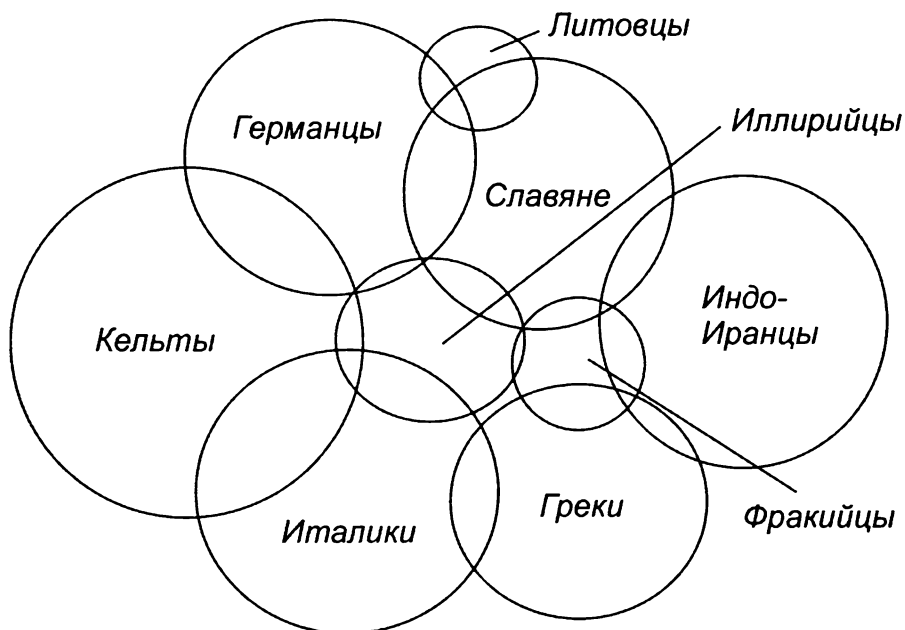 Литовцы
Германцы
Иллирийцы
Славяне
Индо-
Иранцы
Кельты
Греки
Фракийцы
Италики